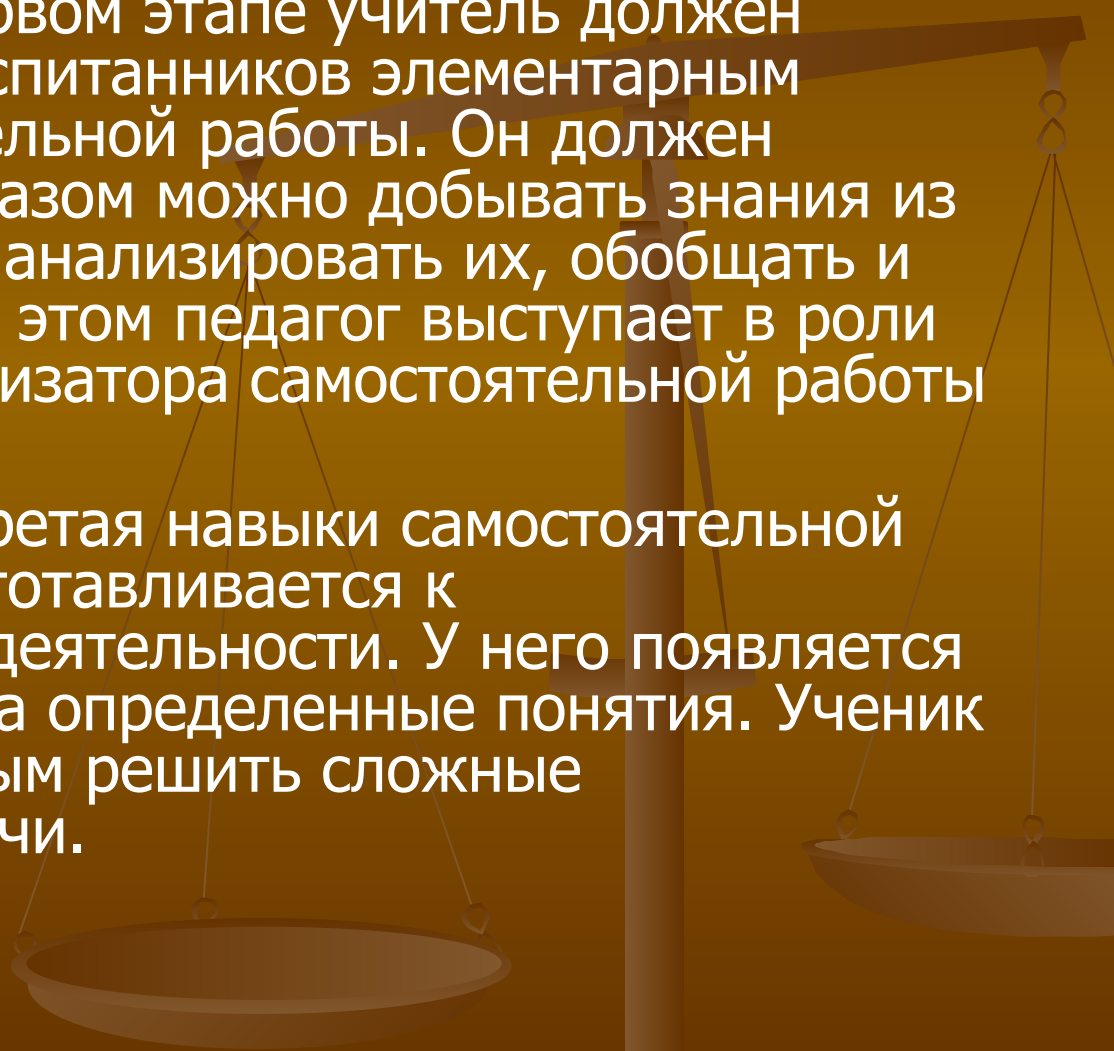 рвом этапе учитель должен
спитанников элементарным
ельной работы. Он должен
азом можно добывать знания из
анализировать их, обобщать и
этом педагог выступает в роли
изатора самостоятельной работы
ретая навыки самостоятельной
готавливается к
деятельности. У него появляется
а определенные понятия. Ученик
ым решить сложные
чи.